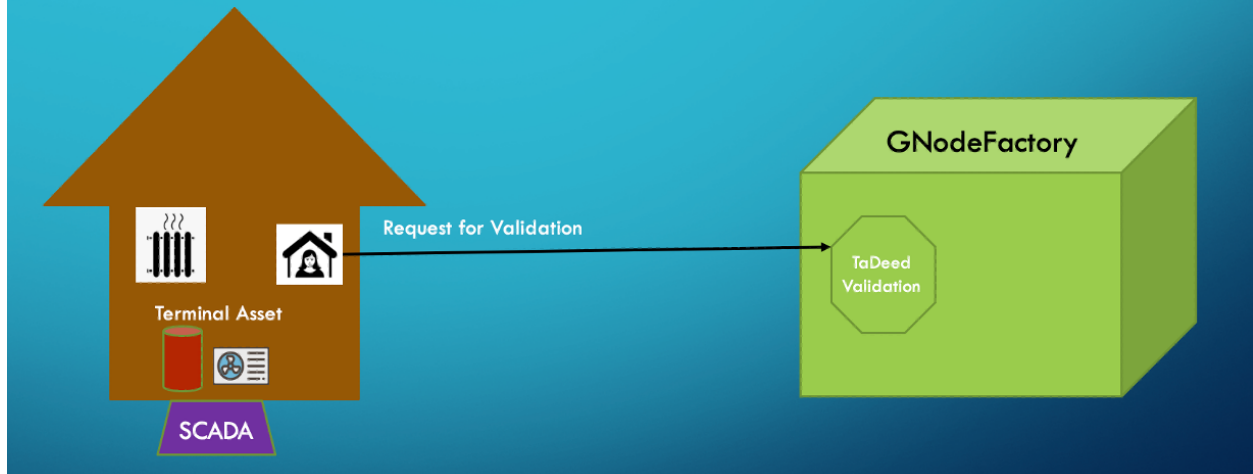 GNodeFactory
Request for Validation
TaDeed
Validation
Terminal Asset
SCADA